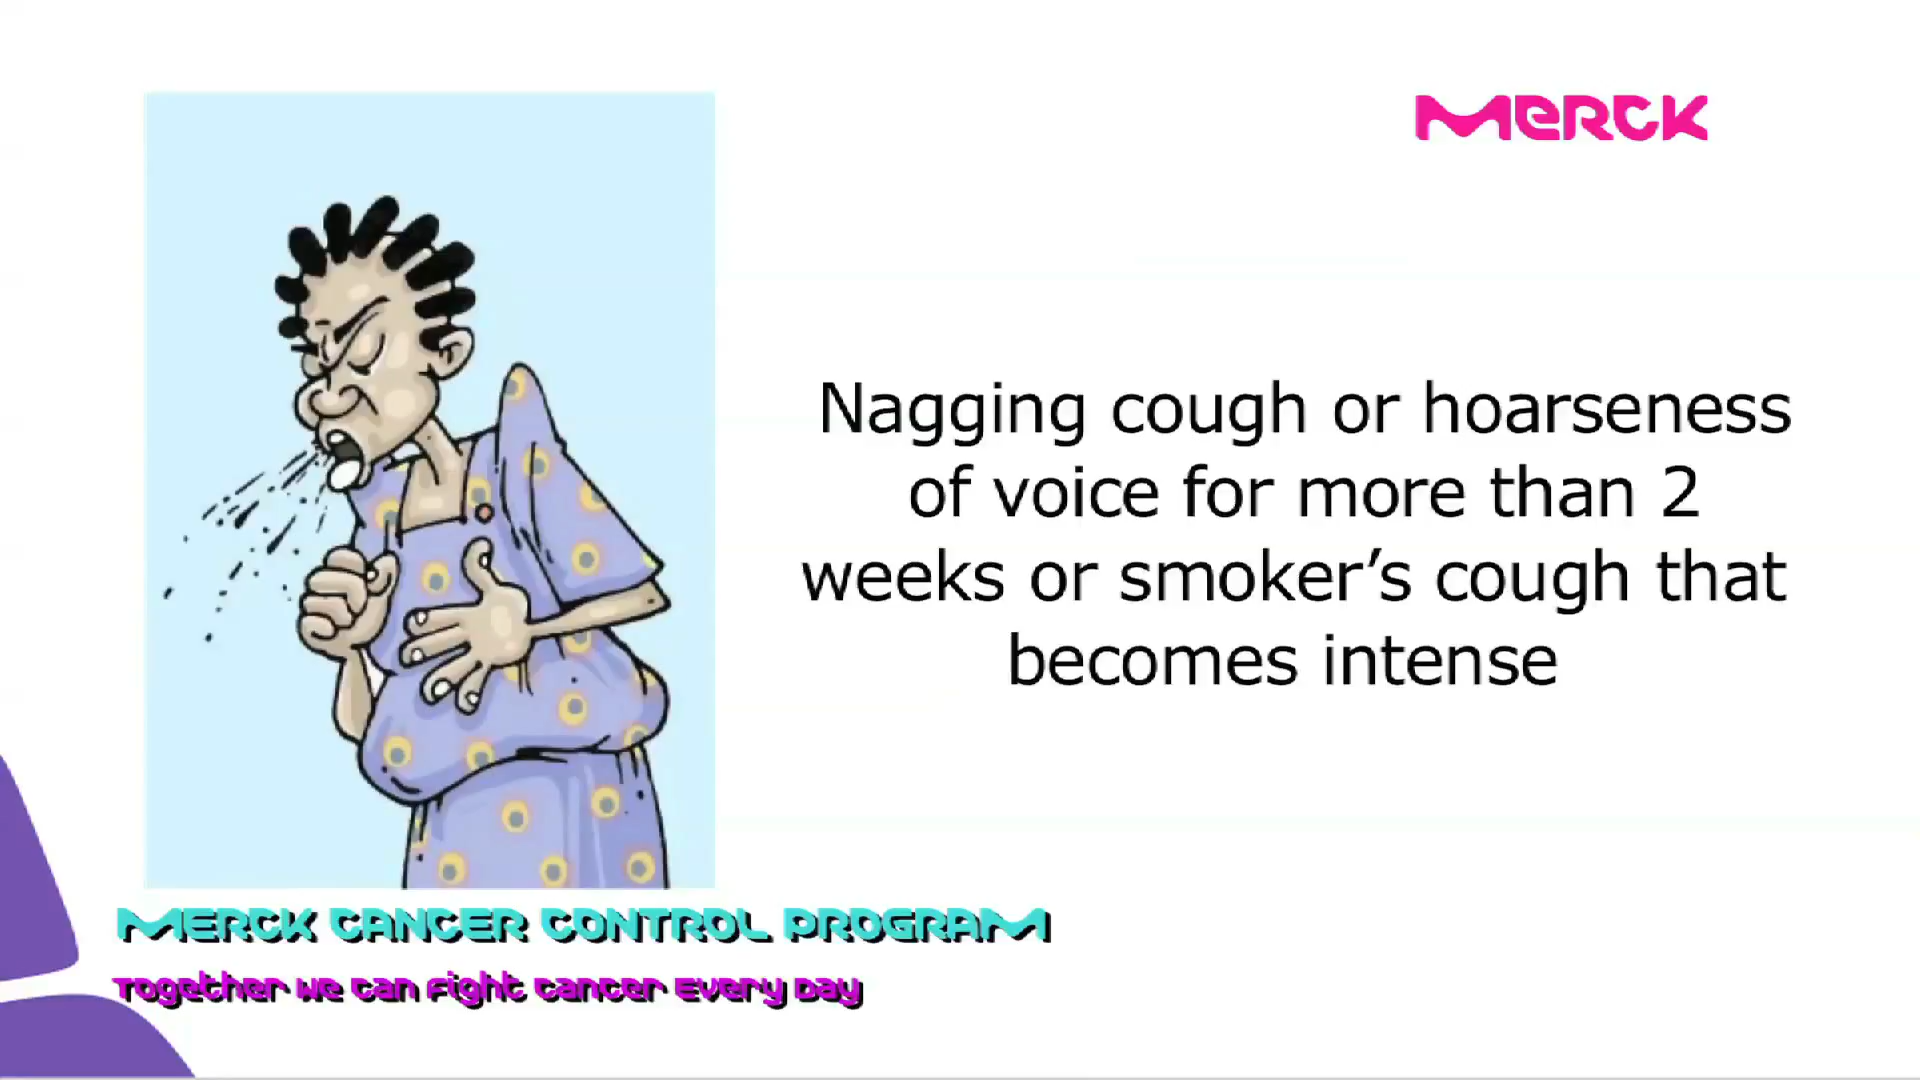 MERCK
Nagging cough or hoarseness
of voice for more than 2
weeks or smoker’s cough that
becomes intense
MERCK CANCER CONTROL PROGRAM
Together We Can Fight Cancer Every Day